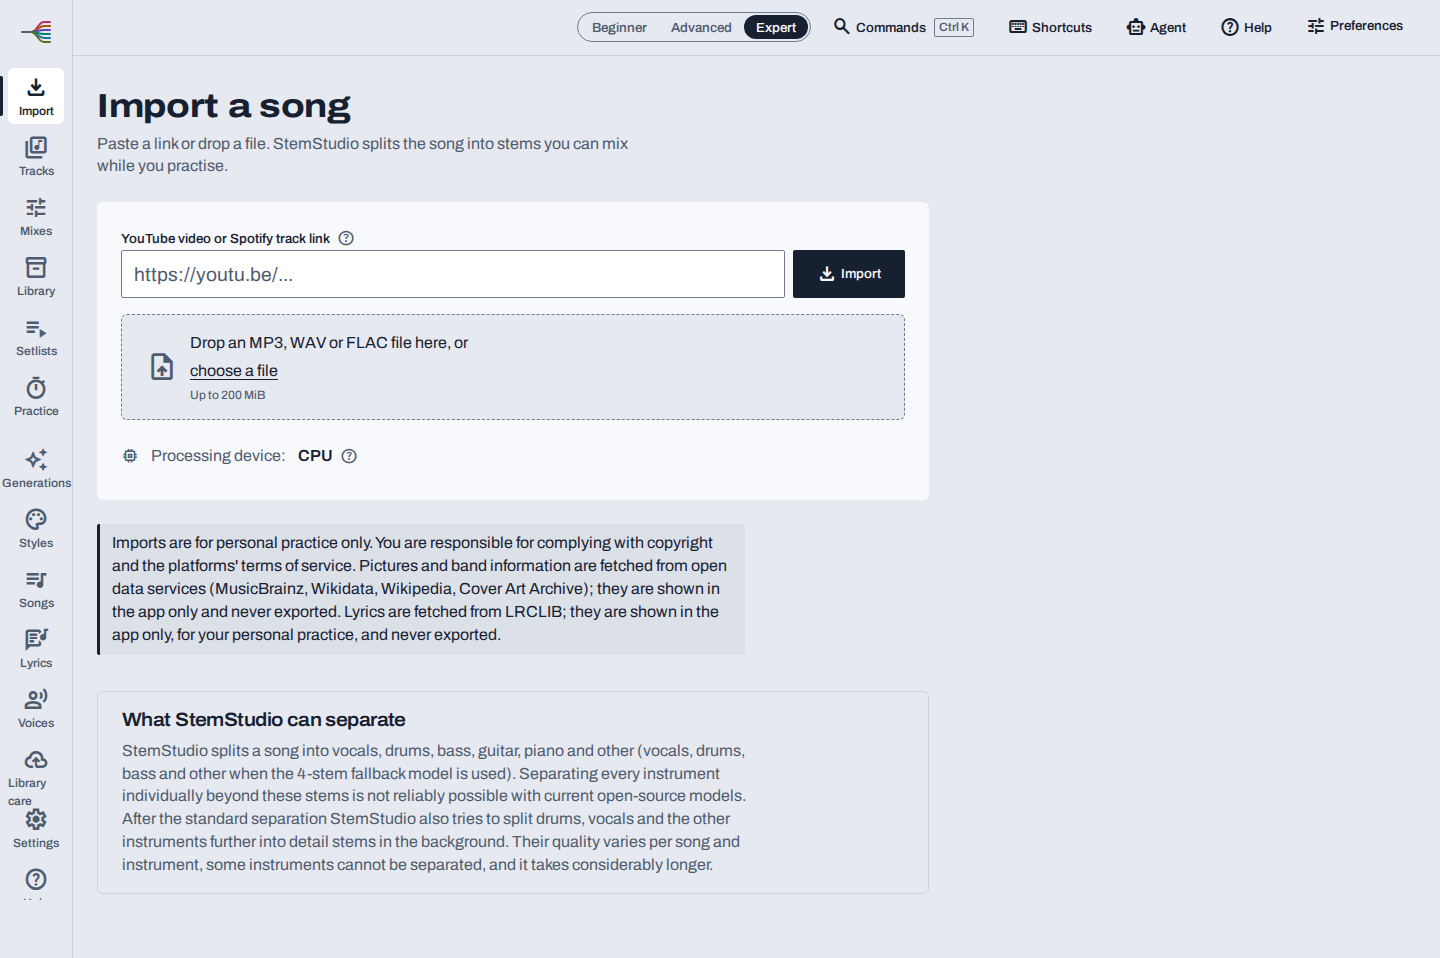 Beginner Advanced Expert Commands Ctrl K Shortcuts Agent Help Preferences
Import
Tracks
Mixes
Library
Setlists
Practice
Generations
Styles
Songs
Lyrics
Voices
Library
care
Settings
Import a song
Paste a link or drop a file. StemStudio splits the song into stems you can mix
while you practise.
YouTube video or Spotify track link
https://youtu.be/...
Import
Drop an MP3, WAV or FLAC file here, or
choose a file
Up to 200 MiB
Processing device: CPU
Imports are for personal practice only. You are responsible for complying with copyright
and the platforms' terms of service. Pictures and band information are fetched from open
data services (MusicBrainz, Wikidata, Wikipedia, Cover Art Archive); they are shown in
the app only and never exported. Lyrics are fetched from LRCLIB; they are shown in the
app only, for your personal practice, and never exported.
What StemStudio can separate
StemStudio splits a song into vocals, drums, bass, guitar, piano and other (vocals, drums,
bass and other when the 4-stem fallback model is used). Separating every instrument
individually beyond these stems is not reliably possible with current open-source models.
After the standard separation StemStudio also tries to split drums, vocals and the other
instruments further into detail stems in the background. Their quality varies per song and
instrument, some instruments cannot be separated, and it takes considerably longer.